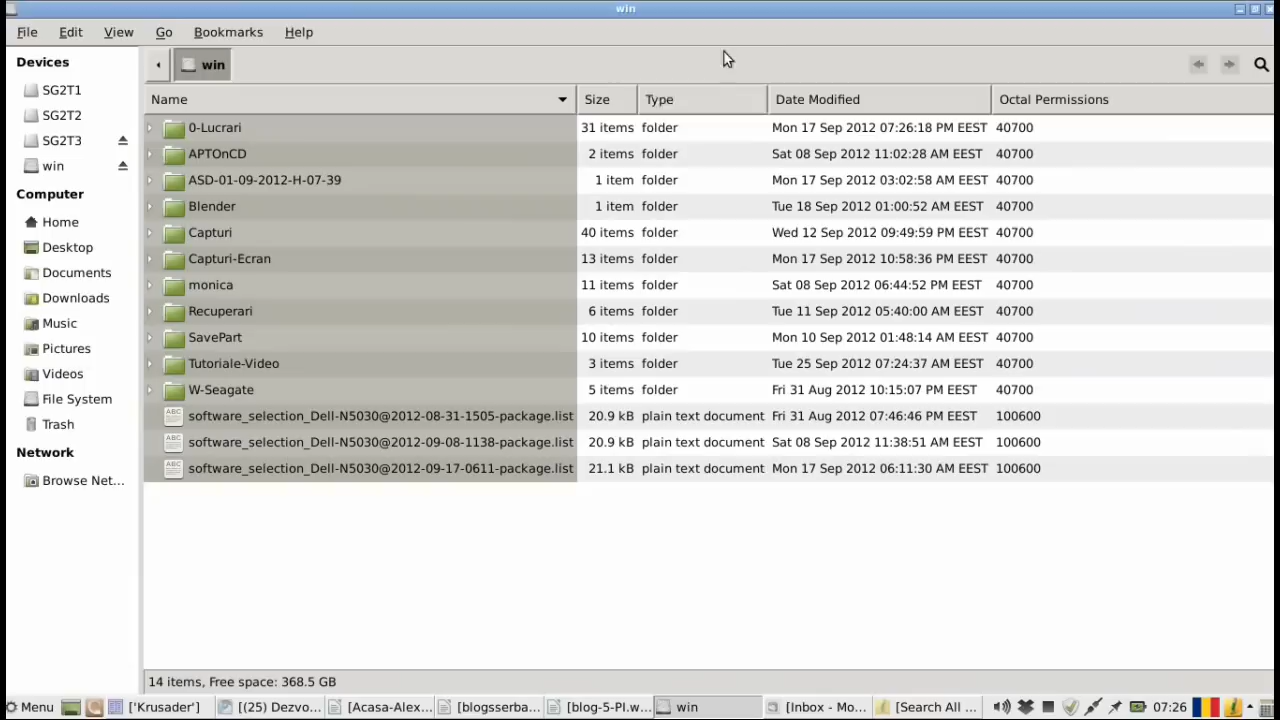 win
File Edit View Go Bookmarks Help
Devices
SG2T1
SG2T2
SG2T3
win
Computer
Home
Desktop
Documents
Downloads
Music
Pictures
Videos
File System
Trash
Network
Browse Net...
win
Name Size Type Date Modified Octal Permissions
0-Lucrari 31 items folder Mon 17 Sep 2012 07:26:18 PM EEST 40700
APTOnCD 2 items folder Sat 08 Sep 2012 11:02:28 AM EEST 40700
ASD-01-09-2012-H-07-39 1 item folder Mon 17 Sep 2012 03:02:58 AM EEST 40700
Blender 1 item folder Tue 18 Sep 2012 01:00:52 AM EEST 40700
Capturi 40 items folder Wed 12 Sep 2012 09:49:59 PM EEST 40700
Capturi-Ecran 13 items folder Mon 17 Sep 2012 10:58:36 PM EEST 40700
monica 11 items folder Sat 08 Sep 2012 06:44:52 PM EEST 40700
Recuperari 6 items folder Tue 11 Sep 2012 05:40:00 AM EEST 40700
SavePart 10 items folder Mon 10 Sep 2012 01:48:14 AM EEST 40700
Tutoriale-Video 3 items folder Tue 25 Sep 2012 07:24:37 AM EEST 40700
W-Seagate 5 items folder Fri 31 Aug 2012 10:15:07 PM EEST 40700
ABC software_selection_Dell-N5030@2012-08-31-1505-package.list 20.9 kB plain text document Fri 31 Aug 2012 07:46:46 PM EEST 100600
ABC software_selection_Dell-N5030@2012-09-08-1138-package.list 20.9 kB plain text document Sat 08 Sep 2012 11:38:51 AM EEST 100600
ABC software_selection_Dell-N5030@2012-09-17-0611-package.list 21.1 kB plain text document Mon 17 Sep 2012 06:11:30 AM EEST 100600
14 items, Free space: 368.5 GB
Menu ['Krusader'] [(25) Dezvo... [Acasa-Alex... [blogsserba... [blog-5-Pl.w... win [Inbox - Mo... [Search All ... 07:26